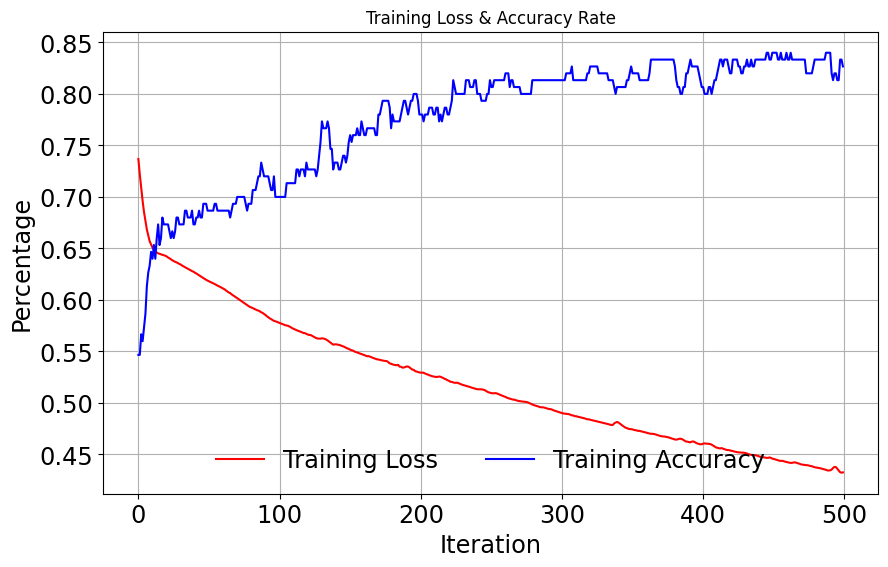 Training Loss & Accuracy Rate
Percentage
0.85
0.80
0.75
0.70
0.65
0.60
0.55
0.50
0.45
Training Loss
Training Accuracy
0 100 200 300 400 500
Iteration